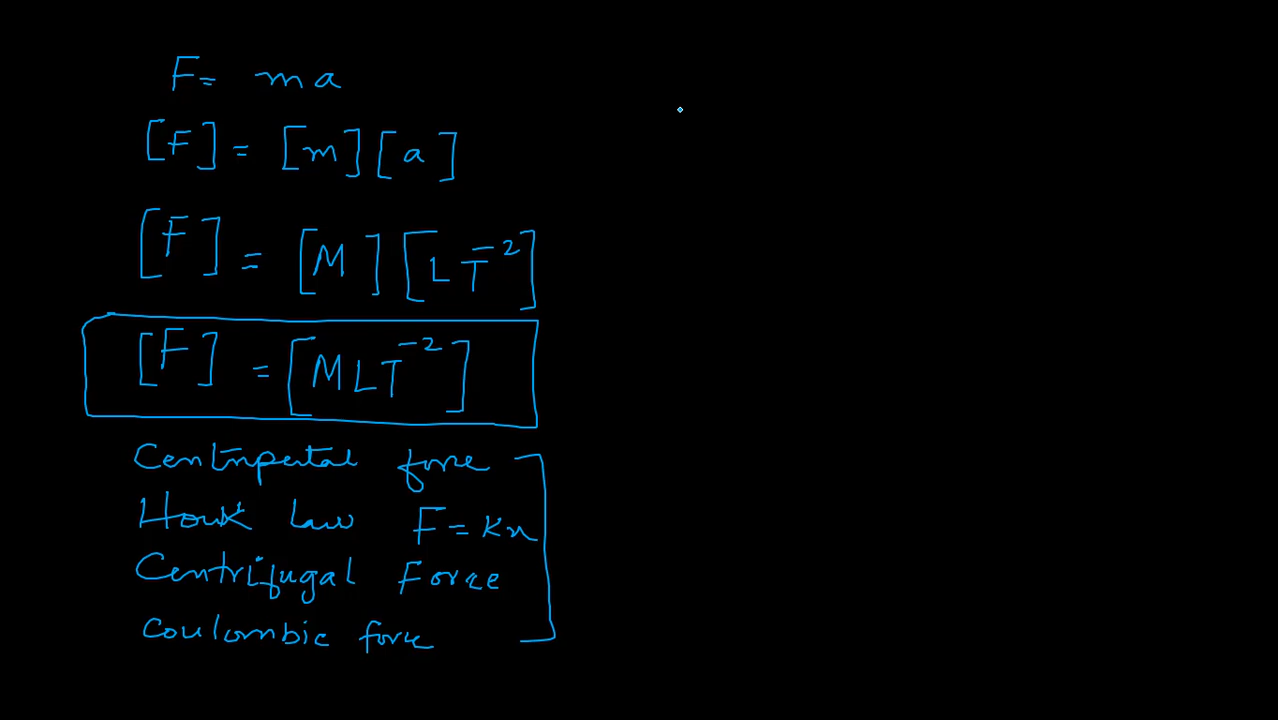 F = ma
[F] = [m][a]
[F] = [M][LT⁻²]
[F] = [MLT⁻²]
Centripetal force
Houk law F = kx
Centrifugal Force
Coulombic force